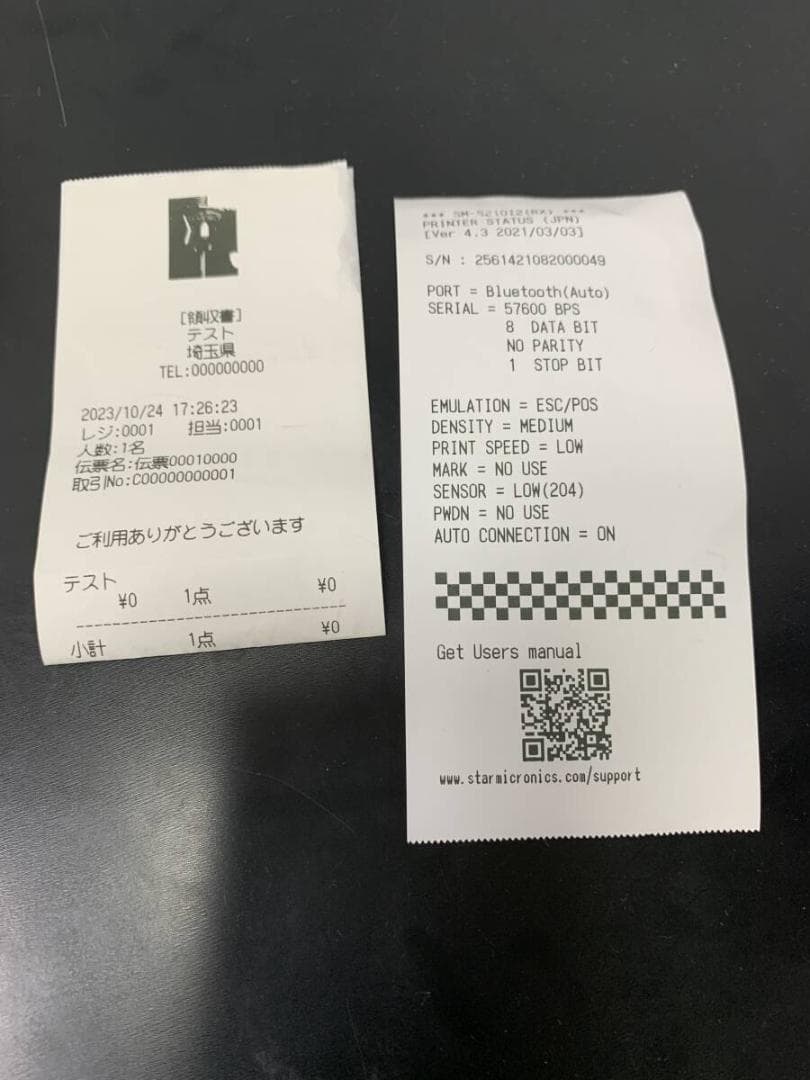 [領収書]
テスト
埼玉県
TEL:000000000
2023/10/24 17:26:23
レジ:0001 担当:0001
人数:1名
伝票名:伝票00010000
取引No:C00000000001
ご利用ありがとうございます
テスト
¥0 1点 ¥0
小計 1点 ¥0
*** SM-S210i2(RX) ***
PRINTER STATUS (JPN)
[Ver 4.3 2021/03/03]
S/N : 2561421082000049
PORT = Bluetooth(Auto)
SERIAL = 57600 BPS
8 DATA BIT
NO PARITY
1 STOP BIT
EMULATION = ESC/POS
DENSITY = MEDIUM
PRINT SPEED = LOW
MARK = NO USE
SENSOR = LOW(204)
PWDN = NO USE
AUTO CONNECTION = ON
Get Users manual
www.starmicronics.com/support